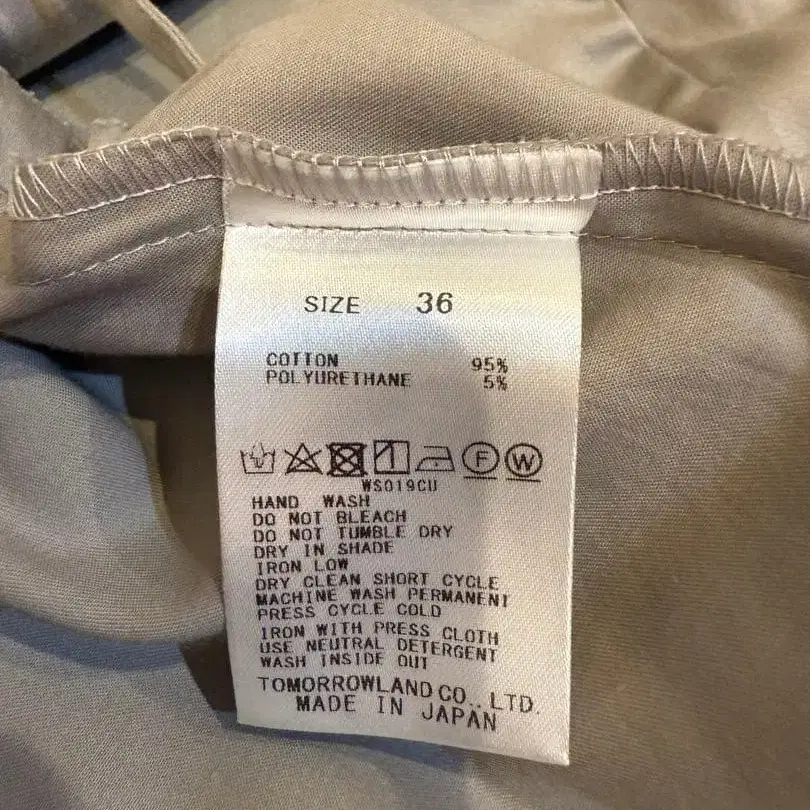 SIZE 36
COTTON 95%
POLYURETHANE 5%
F W
WS019CU
HAND WASH
DO NOT BLEACH
DO NOT TUMBLE DRY
DRY IN SHADE
IRON LOW
DRY CLEAN SHORT CYCLE
MACHINE WASH PERMANENT
PRESS CYCLE COLD
IRON WITH PRESS CLOTH
USE NEUTRAL DETERGENT
WASH INSIDE OUT
TOMORROWLAND CO., LTD.
MADE IN JAPAN